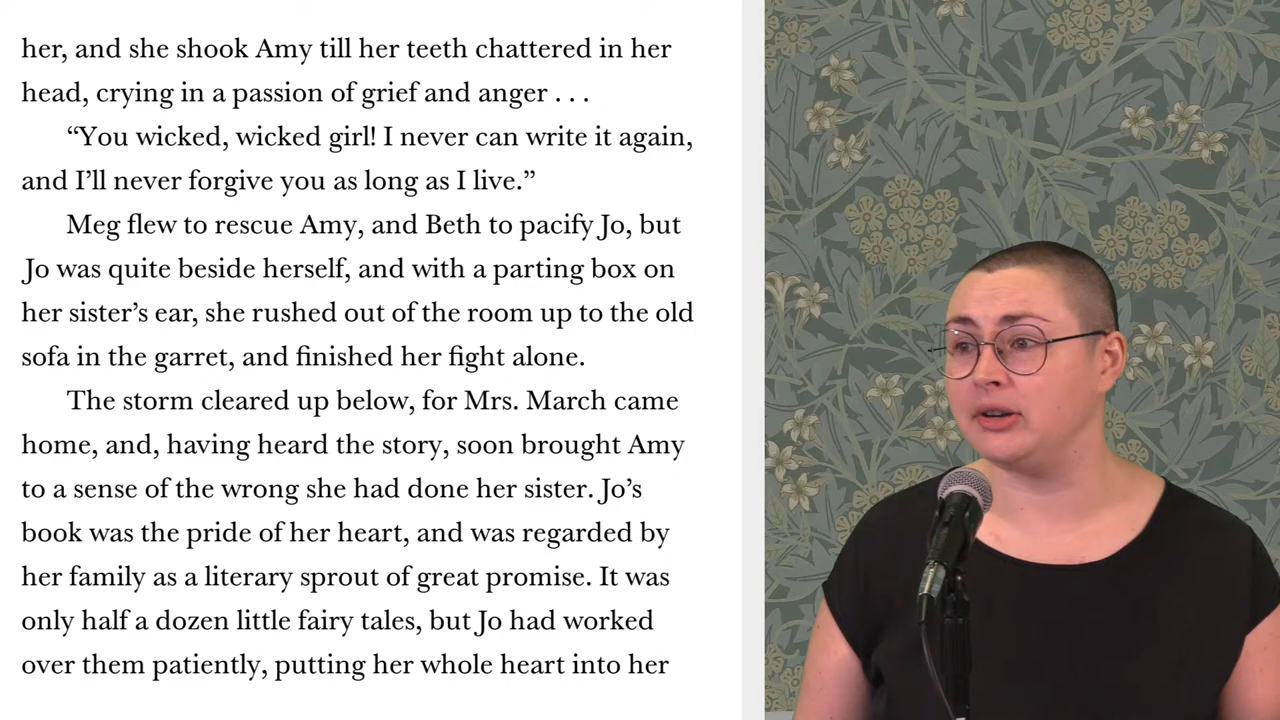 her, and she shook Amy till her teeth chattered in her
head, crying in a passion of grief and anger . . .
“You wicked, wicked girl! I never can write it again,
and I’ll never forgive you as long as I live.”
Meg flew to rescue Amy, and Beth to pacify Jo, but
Jo was quite beside herself, and with a parting box on
her sister’s ear, she rushed out of the room up to the old
sofa in the garret, and finished her fight alone.
The storm cleared up below, for Mrs. March came
home, and, having heard the story, soon brought Amy
to a sense of the wrong she had done her sister. Jo’s
book was the pride of her heart, and was regarded by
her family as a literary sprout of great promise. It was
only half a dozen little fairy tales, but Jo had worked
over them patiently, putting her whole heart into her